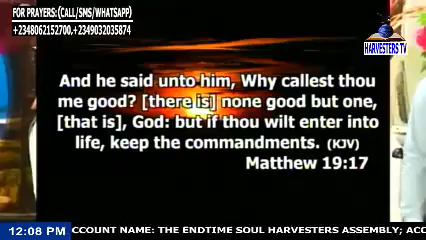 FOR PRAYERS:(CALL/SMS/WHATSAPP)
+2348062152700,+2349032035874
HARVESTERS TV
And he said unto him, Why callest thou
me good? [there is] none good but one,
[that is], God: but if thou wilt enter into
life, keep the commandments. (KJV)
Matthew 19:17
12:08 PM
CCOUNT NAME: THE ENDTIME SOUL HARVESTERS ASSEMBLY; ACC